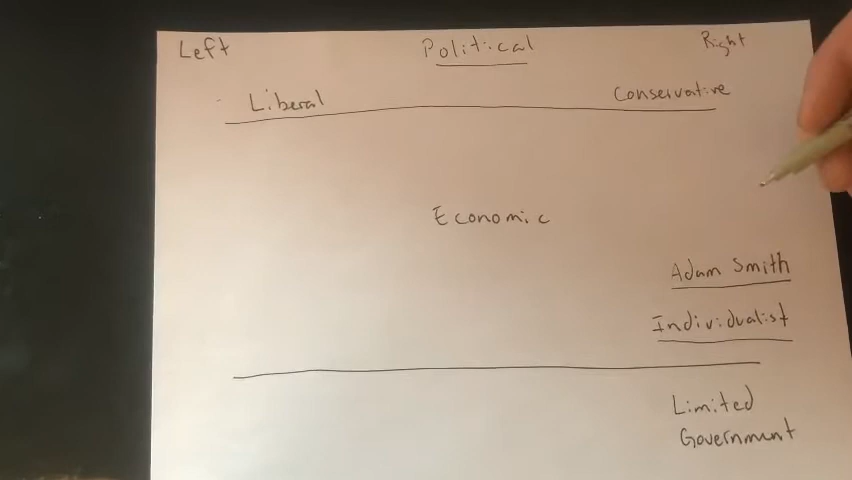 Left Political Right
Liberal Conservative
Economic
Adam Smith
Individualist
Limited
Government